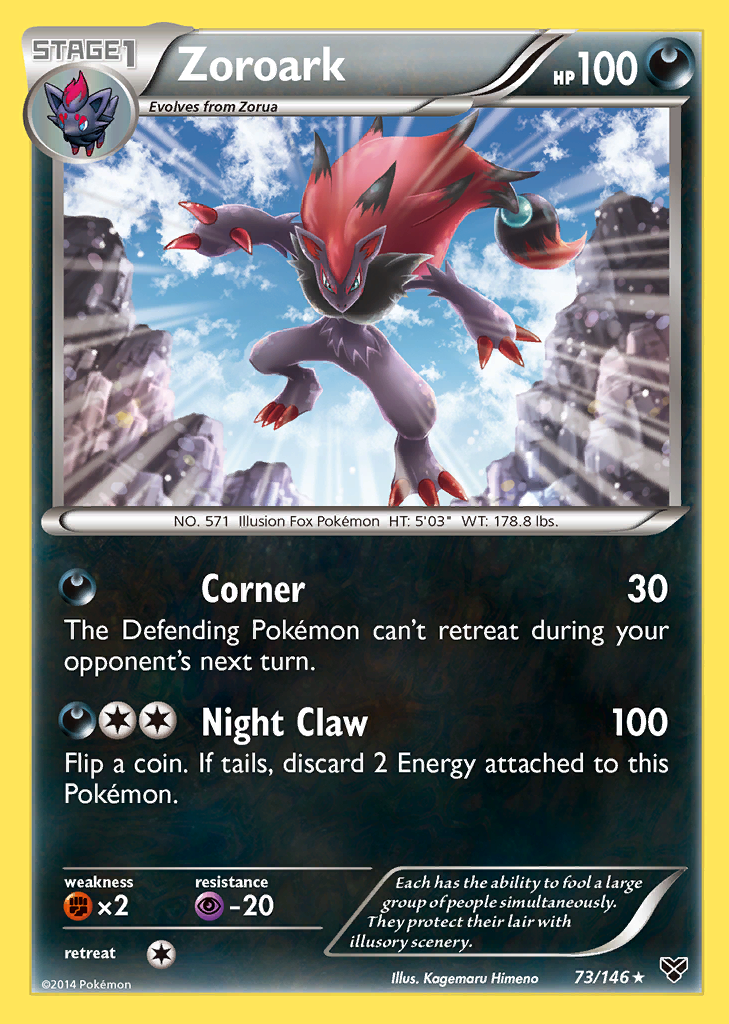 STAGE1
Zoroark
HP100
Evolves from Zorua
NO. 571 Illusion Fox Pokémon HT: 5'03" WT: 178.8 lbs.
Corner 30
The Defending Pokémon can't retreat during your
opponent's next turn.
Night Claw 100
Flip a coin. If tails, discard 2 Energy attached to this
Pokémon.
weakness resistance
×2 -20
retreat
Each has the ability to fool a large
group of people simultaneously.
They protect their lair with
illusory scenery.
©2014 Pokémon
Illus. Kagemaru Himeno 73/146★